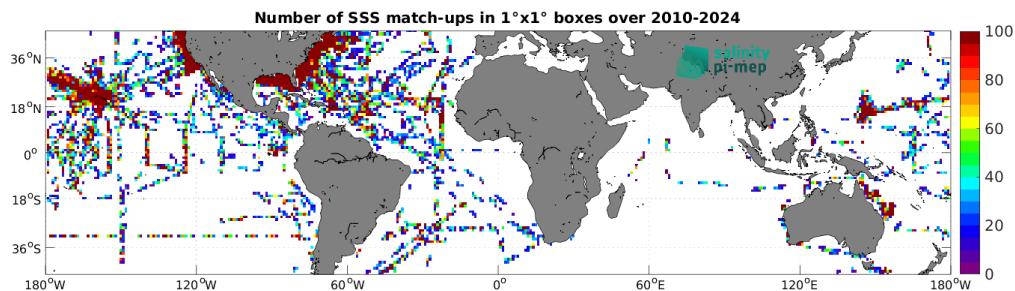 Number of SSS match-ups in 1°x1° boxes over 2010-2024
salinity
pi-mep
36°N
18°N
0°
18°S
36°S
180°W
120°W
60°W
0°
60°E
120°E
180°W
100
80
60
40
20
0